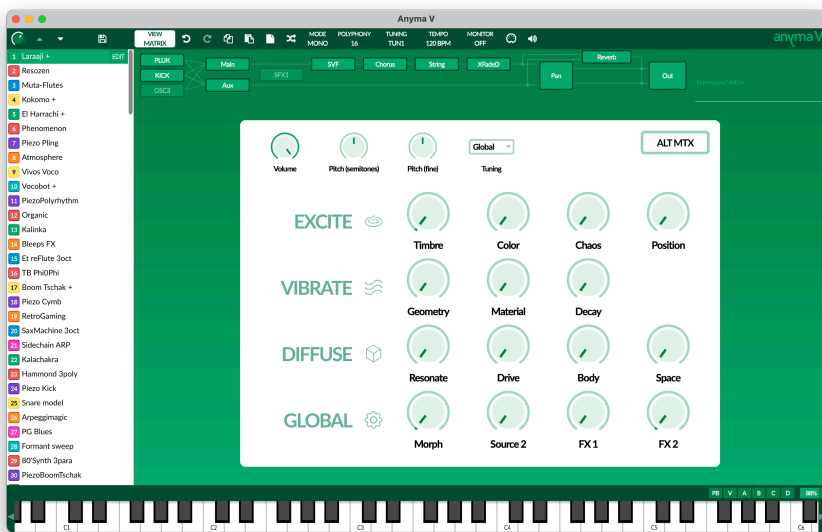 Anyma V
VIEW MATRIX
MODE MONO
POLYPHONY 16
TUNING TUN1
TEMPO 120 BPM
MONITOR OFF
anyma V
1 Laraaji + EDIT
2 Resozen
3 Muta-Flutes
4 Kokomo +
5 El Harrachi +
6 Phenomenon
7 Piezo Pling
8 Atmosphere
9 Vivos Voco
10 Vocobot +
11 PiezoPolyrhythm
12 Organic
13 Kalinka
14 Bleeps FX
15 Et reFlute 3oct
16 TB Phi0Phi
17 Boom Tschak +
18 Piezo Cymb
19 RetroGaming
20 SaxMachine 3oct
21 Sidechain ARP
22 Kalachakra
23 Hammond 3poly
24 Piezo Kick
25 Snare model
26 Arpeggimagic
27 PG Blues
28 Formant sweep
29 80'Synth 3para
30 PiezoBoomTschak
PLUK
KICK
OSC3
Main
Aux
SFX1
SVF
Chorus
String
XFadeD
Pan
Reverb
Out
Expression/VelEnv
Volume
Pitch (semitones)
Pitch (fine)
Global
Tuning
ALT MTX
EXCITE
Timbre Color Chaos Position
VIBRATE
Geometry Material Decay
DIFFUSE
Resonate Drive Body Space
GLOBAL
Morph Source 2 FX 1 FX 2
PB V A B C D 88%
C1 C2 C3 C4 C5 C6